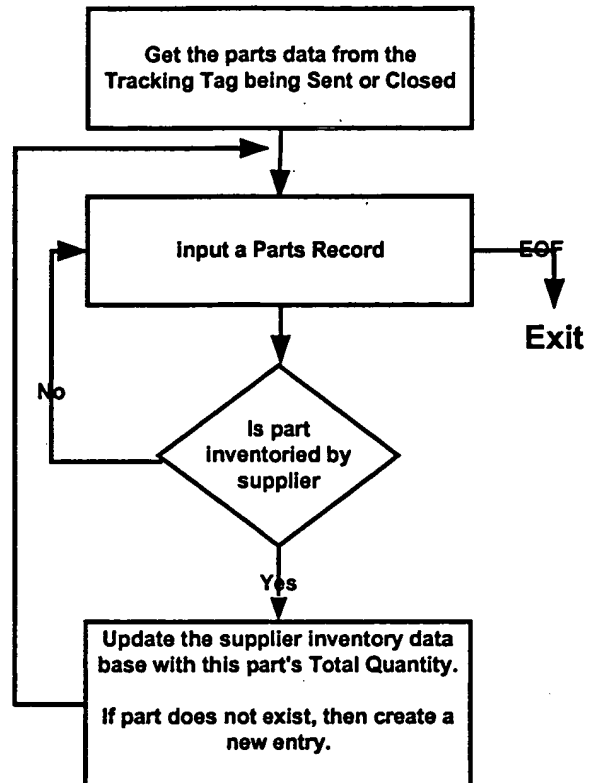 Get the parts data from the
Tracking Tag being Sent or Closed
input a Parts Record
EOF
Exit
No
Is part
inventoried by
supplier
Yes
Update the supplier inventory data
base with this part's Total Quantity.
If part does not exist, then create a
new entry.